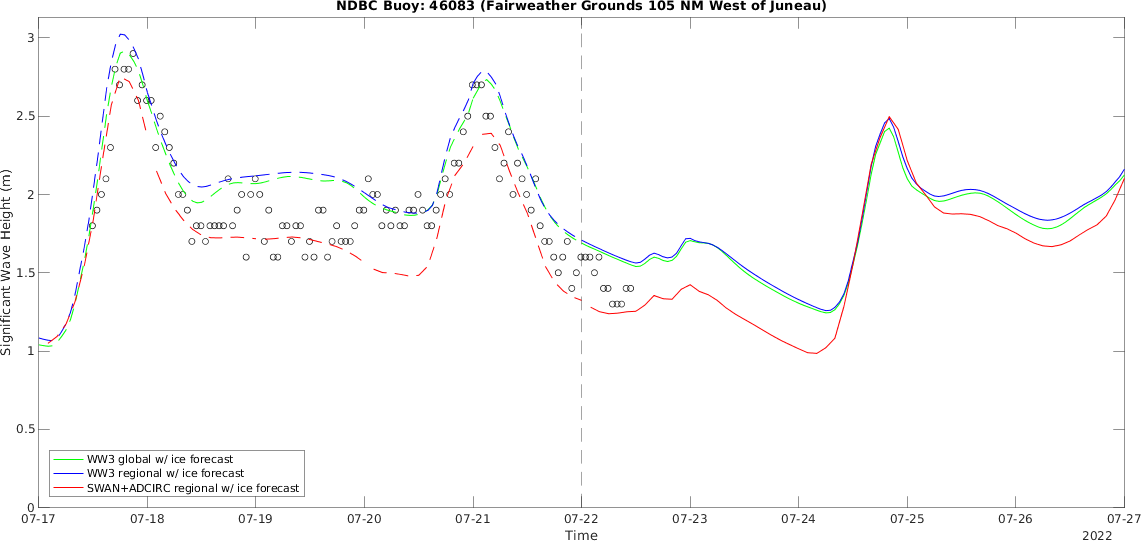 NDBC Buoy: 46083 (Fairweather Grounds 105 NM West of Juneau)
3
2.5
2
1.5
1
0.5
0
Significant Wave Height (m)
WW3 global w/ ice forecast
WW3 regional w/ ice forecast
SWAN+ADCIRC regional w/ ice forecast
07-17 07-18 07-19 07-20 07-21 07-22 07-23 07-24 07-25 07-26 07-27
Time
2022